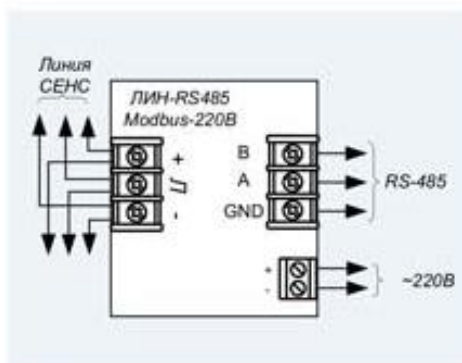 Линия
СЕНС
ЛИН-RS485
Modbus-220В
+
Л
-
B
A
GND
RS-485
+
-
~220В